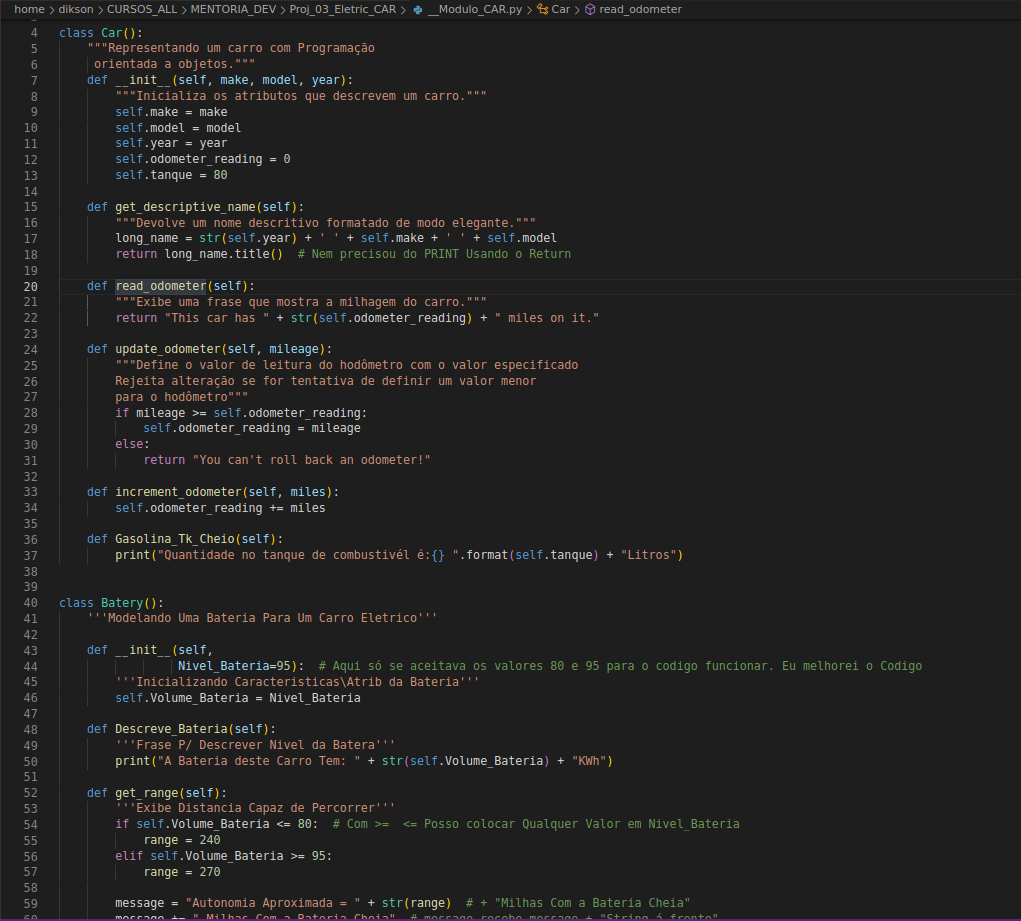 home > dikson > CURSOS_ALL > MENTORIA_DEV > Proj_03_Eletric_CAR > __Modulo_CAR.py > Car > read_odometer
4 class Car():
5     """Representando um carro com Programação
6      orientada a objetos."""
7     def __init__(self, make, model, year):
8         """Inicializa os atributos que descrevem um carro."""
9         self.make = make
10         self.model = model
11         self.year = year
12         self.odometer_reading = 0
13         self.tanque = 80
14
15     def get_descriptive_name(self):
16         """Devolve um nome descritivo formatado de modo elegante."""
17         long_name = str(self.year) + ' ' + self.make + ' ' + self.model
18         return long_name.title()  # Nem precisou do PRINT Usando o Return
19
20     def read_odometer(self):
21         """Exibe uma frase que mostra a milhagem do carro."""
22         return "This car has " + str(self.odometer_reading) + " miles on it."
23
24     def update_odometer(self, mileage):
25         """Define o valor de leitura do hodômetro com o valor especificado
26         Rejeita alteração se for tentativa de definir um valor menor
27         para o hodômetro"""
28         if mileage >= self.odometer_reading:
29             self.odometer_reading = mileage
30         else:
31             return "You can't roll back an odometer!"
32
33     def increment_odometer(self, miles):
34         self.odometer_reading += miles
35
36     def Gasolina_Tk_Cheio(self):
37         print("Quantidade no tanque de combustivél é:{} ".format(self.tanque) + "Litros")
38
39
40 class Batery():
41     '''Modelando Uma Bateria Para Um Carro Eletrico'''
42
43     def __init__(self,
44                  Nivel_Bateria=95):  # Aqui só se aceitava os valores 80 e 95 para o codigo funcionar. Eu melhorei o Codigo
45         '''Inicializando Caracteristicas\Atrib da Bateria'''
46         self.Volume_Bateria = Nivel_Bateria
47
48     def Descreve_Bateria(self):
49         '''Frase P/ Descrever Nivel da Batera'''
50         print("A Bateria deste Carro Tem: " + str(self.Volume_Bateria) + "KWh")
51
52     def get_range(self):
53         '''Exibe Distancia Capaz de Percorrer'''
54         if self.Volume_Bateria <= 80:  # Com >=  <= Posso colocar Qualquer Valor em Nivel_Bateria
55             range = 240
56         elif self.Volume_Bateria >= 95:
57             range = 270
58
59         message = "Autonomia Aproximada = " + str(range)  # + "Milhas Com a Bateria Cheia"
60         message += " Milhas Com a Bateria Cheia"  # message recebe message + "String á frente"